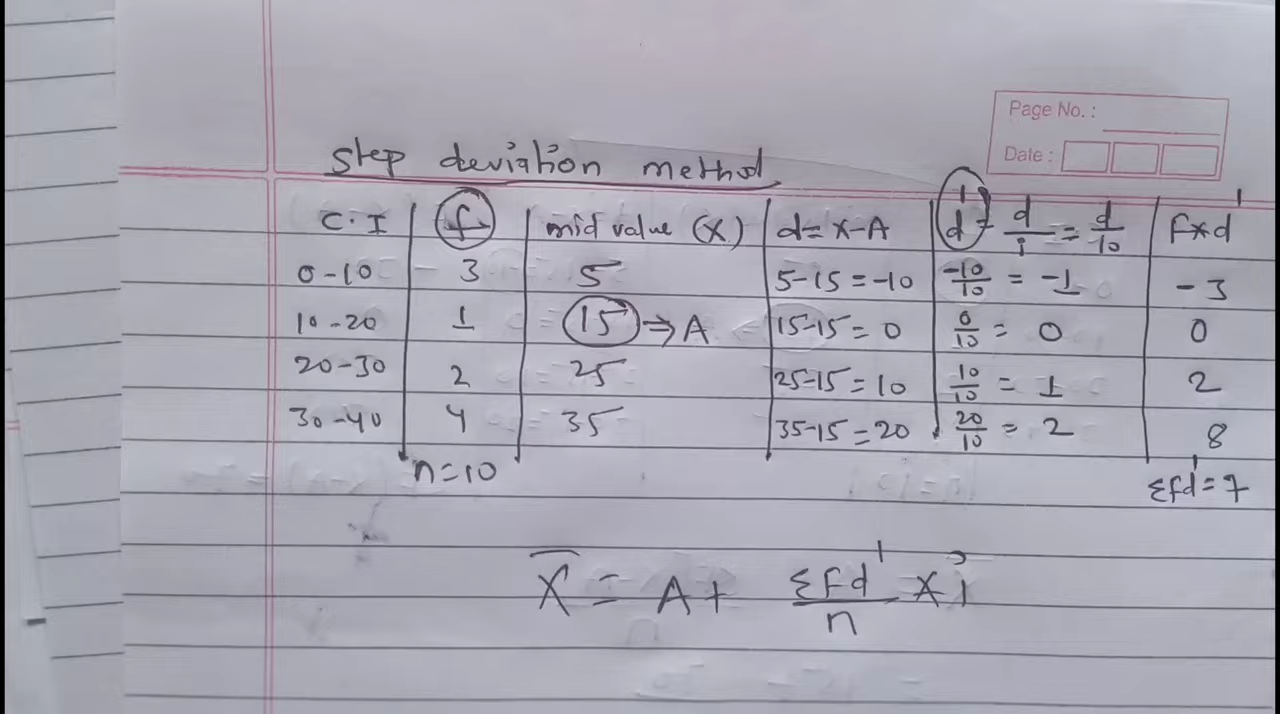 Page No. :
Date :
Step deviation method
C.I f mid value (X) d=X-A d'=d/i=d/10 f×d'
0-10 3 5 5-15=-10 -10/10=-1 -3
10-20 1 15→A 15-15=0 0/10=0 0
20-30 2 25 25-15=10 10/10=1 2
30-40 4 35 35-15=20 20/10=2 8
n=10 Σfd'=7
X̄ = A+ Σfd'/n ×i